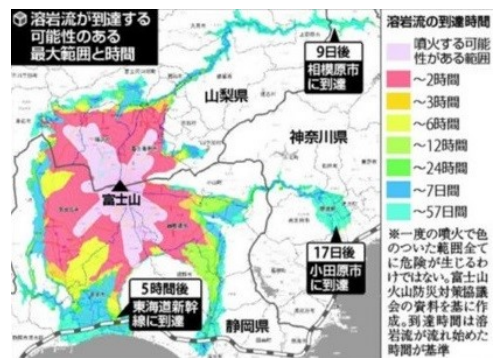 溶岩流が到達する
可能性のある
最大範囲と時間
9日後
相模原市
に到達
山梨県
神奈川県
富士山
5時間後
東海道新幹
線に到達
17日後
小田原市
に到達
静岡県
溶岩流の到達時間
噴火する可能
性がある範囲
～2時間
～3時間
～6時間
～12時間
～24時間
～7日間
～57日間
※一度の噴火で色
のついた範囲全て
に危険が生じるわ
けではない。富士山
火山防災対策協議
会の資料を基に作
成。到達時間は溶
岩流が流れ始めた
時間が基準